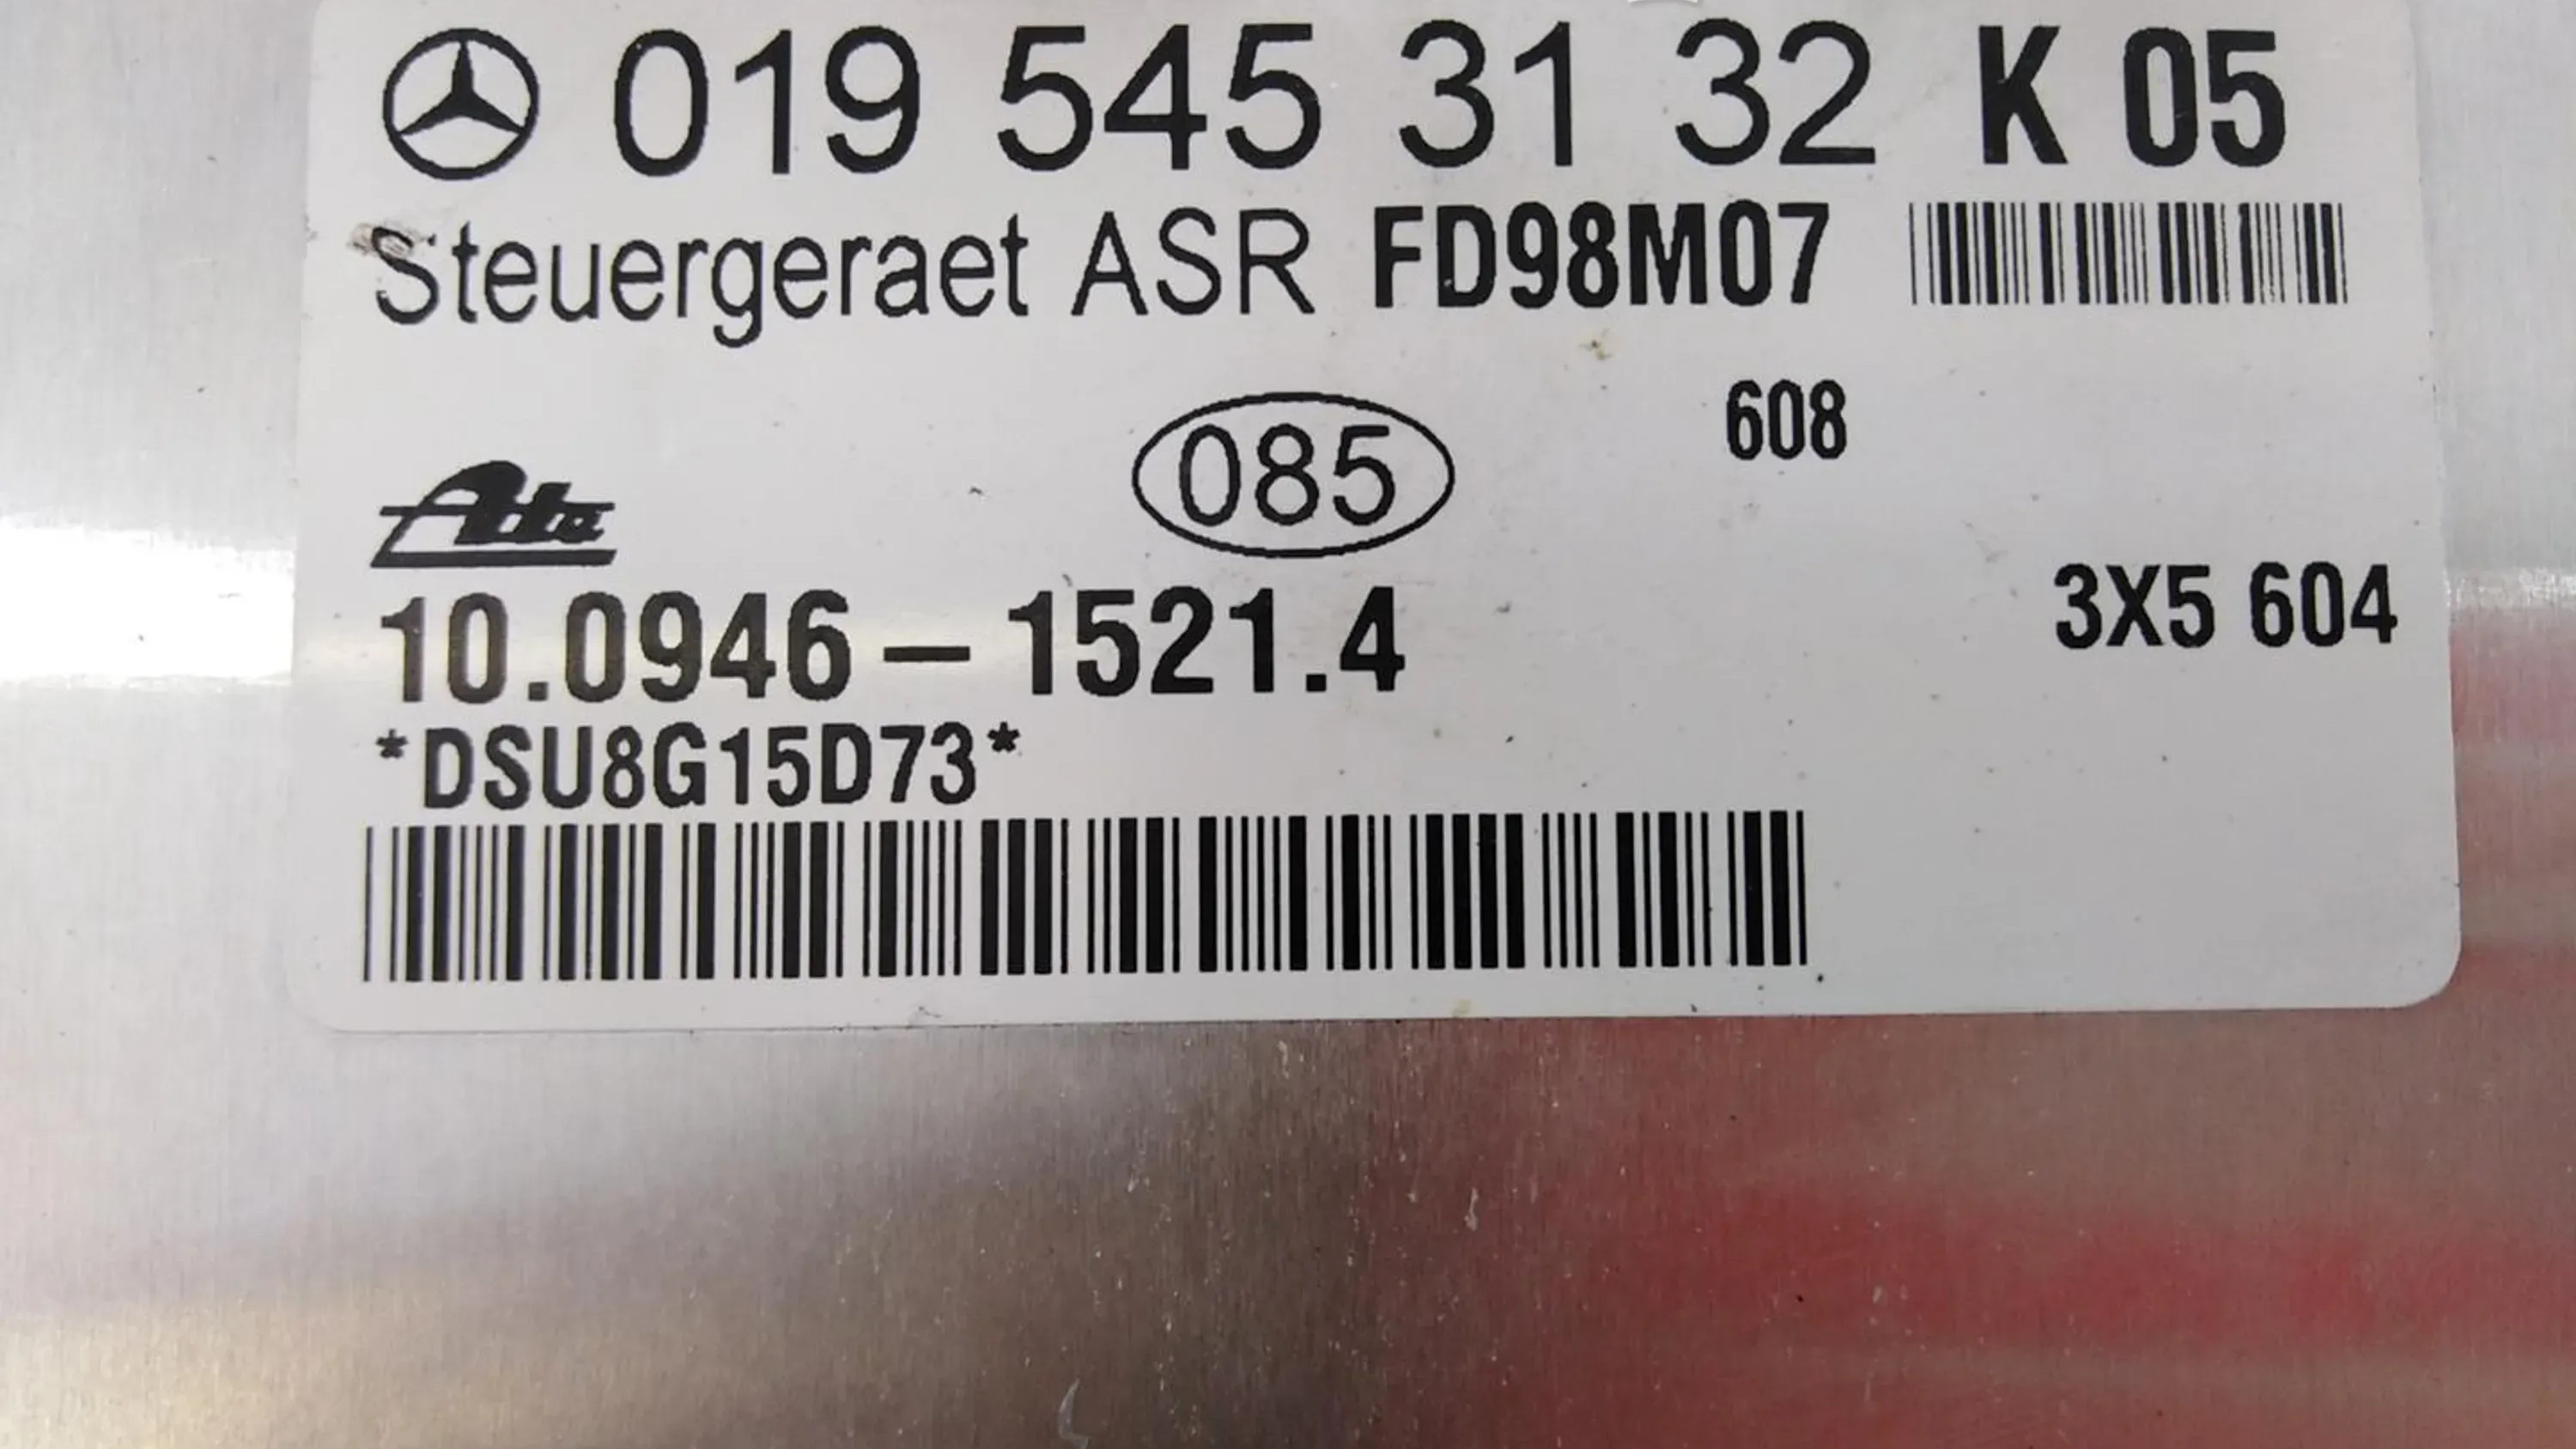 019 545 31 32 K 05
Steuergeraet ASR FD98M07
608
085
Ate
10.0946-1521.4
3X5 604
*DSU8G15D73*